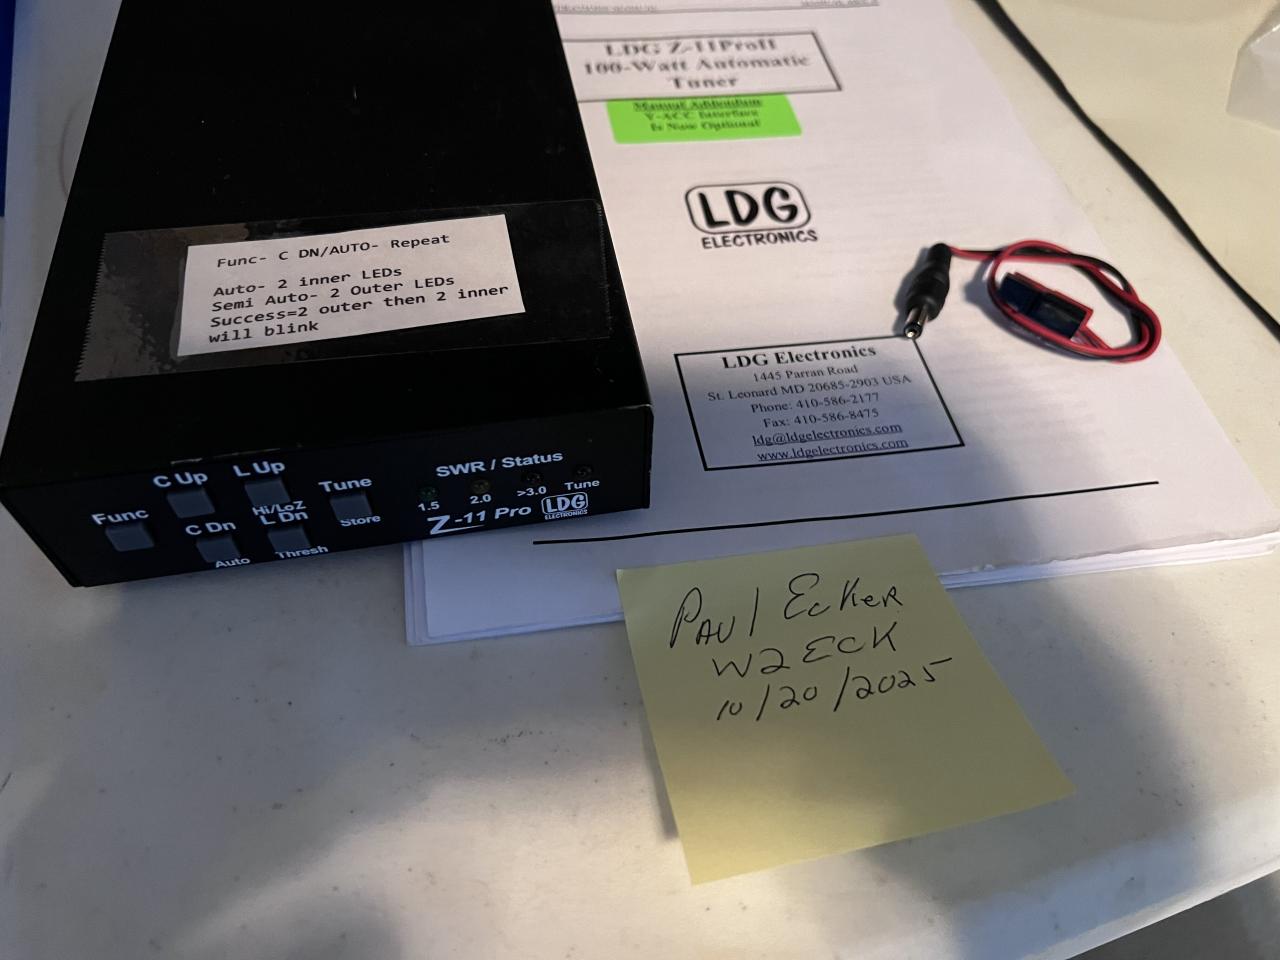 LDG Z-11ProII
100-Watt Automatic
Tuner
Manual Addendum
Y-ACC Interface
Is Now Optional
LDG
ELECTRONICS
LDG Electronics
1445 Parran Road
St. Leonard MD 20685-2903 USA
Phone: 410-586-2177
Fax: 410-586-8475
ldg@ldgelectronics.com
www.ldgelectronics.com
Func- C DN/AUTO- Repeat
Auto- 2 inner LEDs
Semi Auto- 2 Outer LEDs
Success=2 outer then 2 inner
will blink
Func
C Up
L Up
C Dn
Auto
Hi/LoZ
L Dn
Thresh
Tune
Store
SWR / Status
1.5 2.0 >3.0 Tune
Z-11 Pro LDG
ELECTRONICS
Paul Ecker
W2ECK
10/20/2025